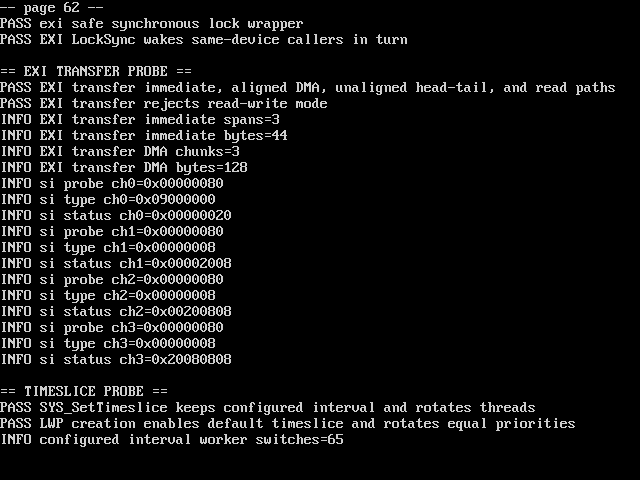 -- page 62 --
PASS exi safe synchronous lock wrapper
PASS EXI LockSync wakes same-device callers in turn
== EXI TRANSFER PROBE ==
PASS EXI transfer immediate, aligned DMA, unaligned head-tail, and read paths
PASS EXI transfer rejects read-write mode
INFO EXI transfer immediate spans=3
INFO EXI transfer immediate bytes=44
INFO EXI transfer DMA chunks=3
INFO EXI transfer DMA bytes=128
INFO si probe ch0=0x00000080
INFO si type ch0=0x09000000
INFO si status ch0=0x00000020
INFO si probe ch1=0x00000080
INFO si type ch1=0x00000008
INFO si status ch1=0x00002008
INFO si probe ch2=0x00000080
INFO si type ch2=0x00000008
INFO si status ch2=0x00200808
INFO si probe ch3=0x00000080
INFO si type ch3=0x00000008
INFO si status ch3=0x20080808
== TIMESLICE PROBE ==
PASS SYS_SetTimeslice keeps configured interval and rotates threads
PASS LWP creation enables default timeslice and rotates equal priorities
INFO configured interval worker switches=65